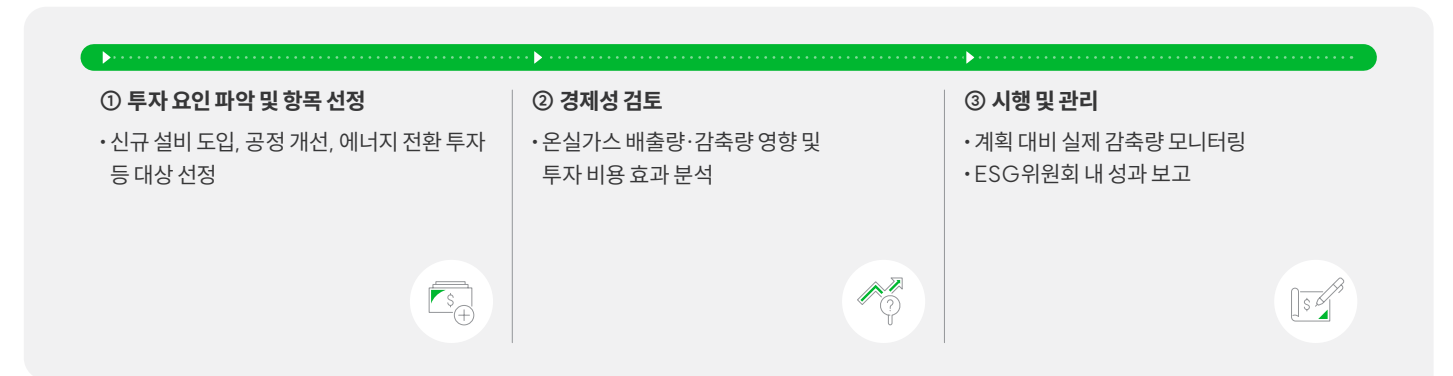 ① 투자 요인 파악 및 항목 선정
· 신규 설비 도입, 공정 개선, 에너지 전환 투자
등 대상 선정
② 경제성 검토
· 온실가스 배출량·감축량 영향 및
투자 비용 효과 분석
③ 시행 및 관리
· 계획 대비 실제 감축량 모니터링
· ESG위원회 내 성과 보고
$
?
$